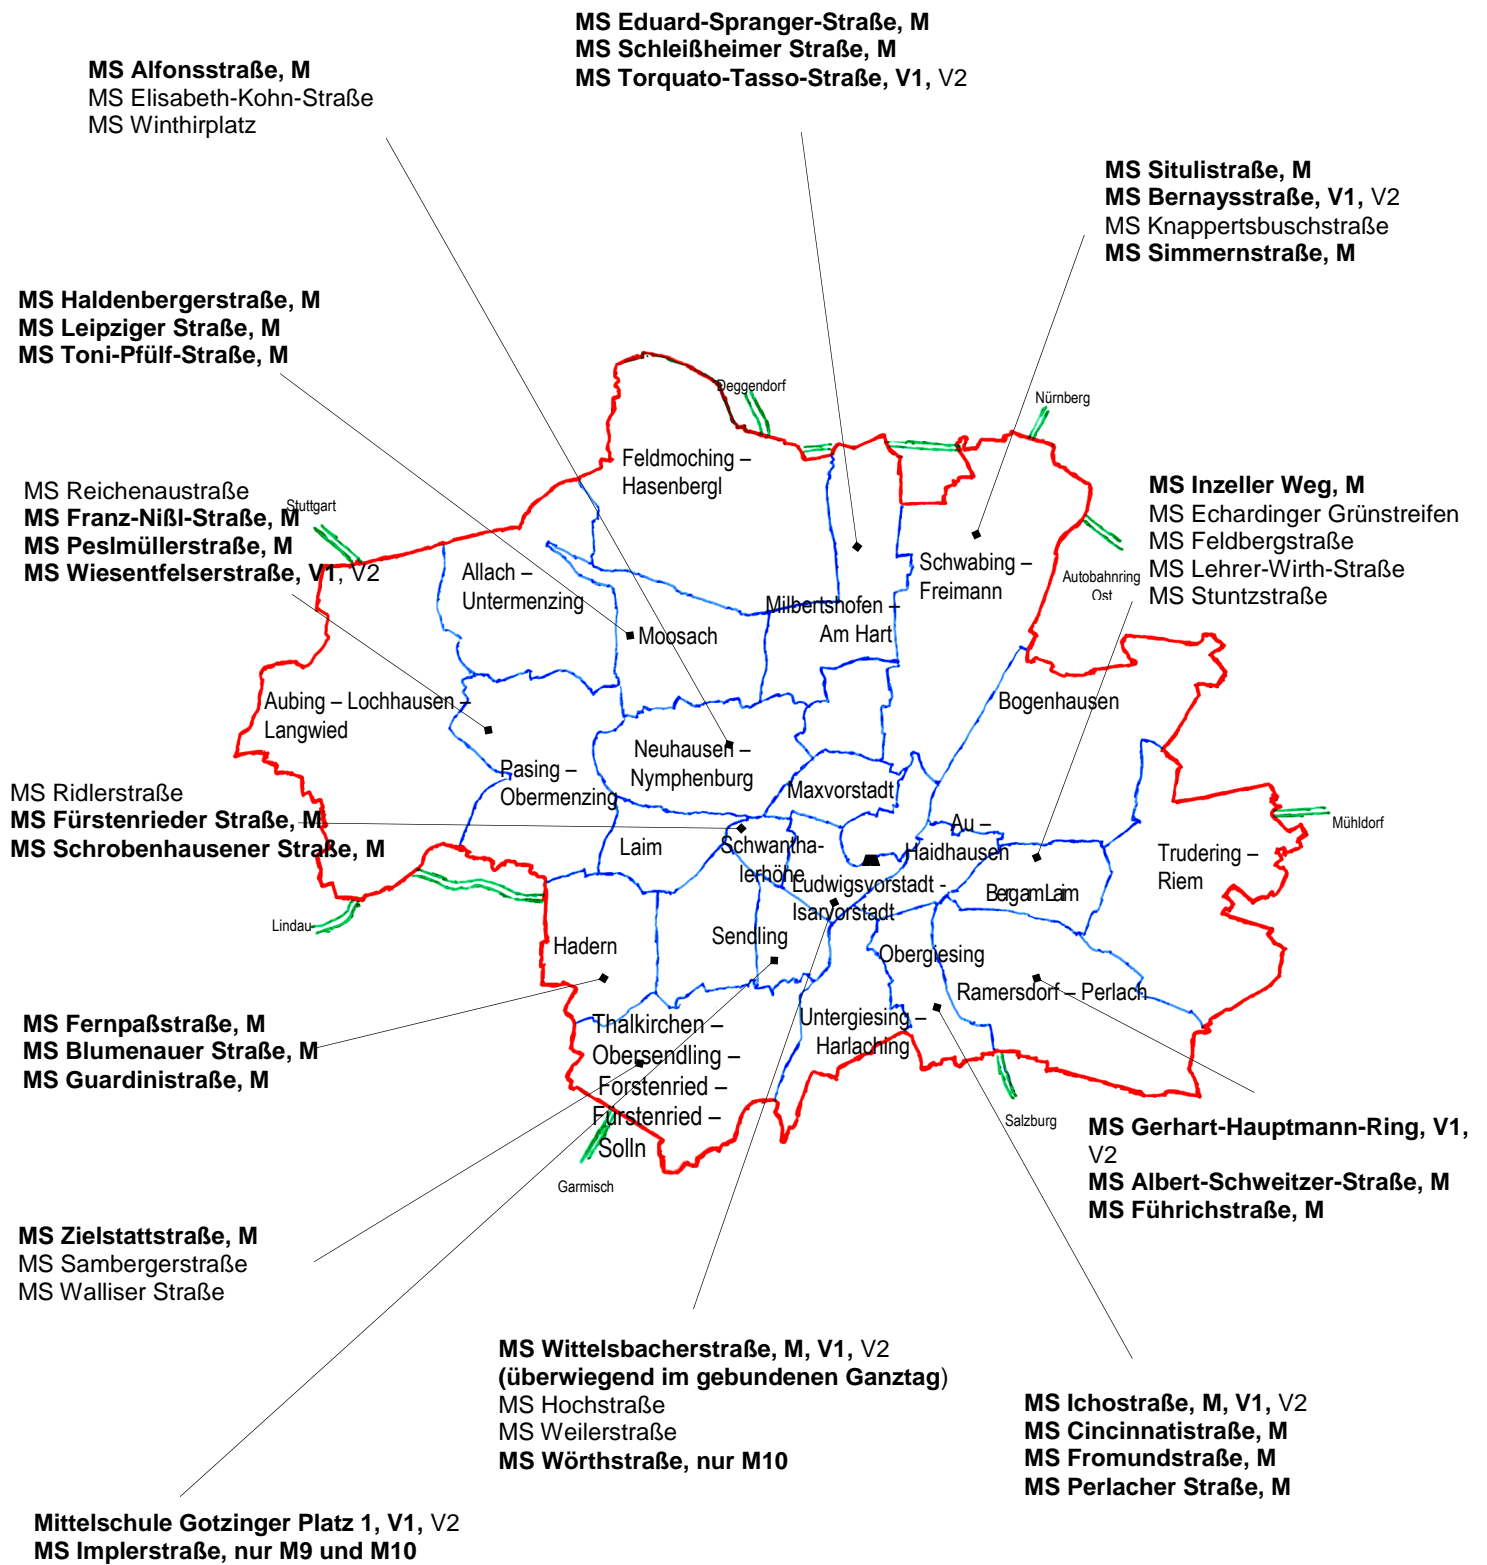 MS Eduard-Spranger-Straße, M
MS Schleißheimer Straße, M
MS Torquato-Tasso-Straße, V1, V2
MS Alfonsstraße, M
MS Elisabeth-Kohn-Straße
MS Winthirplatz
MS Situlistraße, M
MS Bernaysstraße, V1, V2
MS Knappertsbuschstraße
MS Simmernstraße, M
MS Haldenbergerstraße, M
MS Leipziger Straße, M
MS Toni-Pfülf-Straße, M
Deggendorf
Nürnberg
Feldmoching –
Hasenbergl
MS Reichenaustraße
MS Franz-Nißl-Straße, M
MS Peslmüllerstraße, M
MS Wiesentfelserstraße, V1, V2
Stuttgart
MS Inzeller Weg, M
MS Echardinger Grünstreifen
MS Feldbergstraße
MS Lehrer-Wirth-Straße
MS Stuntzstraße
Allach –
Untermenzing
Schwabing –
Freimann
Autobahnring
Ost
Milbertshofen –
Am Hart
Moosach
Aubing – Lochhausen –
Langwied
Bogenhausen
Neuhausen –
Nymphenburg
Pasing –
Obermenzing
Maxvorstadt
MS Ridlerstraße
MS Fürstenrieder Straße, M
MS Schrobenhausener Straße, M
Laim
Schwantha-
lerhöhe
Au –
Haidhausen
Mühldorf
Trudering –
Riem
Ludwigsvorstadt -
Isarvorstadt
Berg am Laim
Lindau
Hadern
Sendling
Obergiesing
Ramersdorf – Perlach
MS Fernpaßstraße, M
MS Blumenauer Straße, M
MS Guardinistraße, M
Thalkirchen –
Obersendling –
Forstenried –
Fürstenried –
Solln
Untergiesing –
Harlaching
Salzburg
Garmisch
MS Gerhart-Hauptmann-Ring, V1,
V2
MS Albert-Schweitzer-Straße, M
MS Führichstraße, M
MS Zielstattstraße, M
MS Sambergerstraße
MS Walliser Straße
MS Wittelsbacherstraße, M, V1, V2
(überwiegend im gebundenen Ganztag)
MS Hochstraße
MS Weilerstraße
MS Wörthstraße, nur M10
MS Ichostraße, M, V1, V2
MS Cincinnatistraße, M
MS Fromundstraße, M
MS Perlacher Straße, M
Mittelschule Gotzinger Platz 1, V1, V2
MS Implerstraße, nur M9 und M10